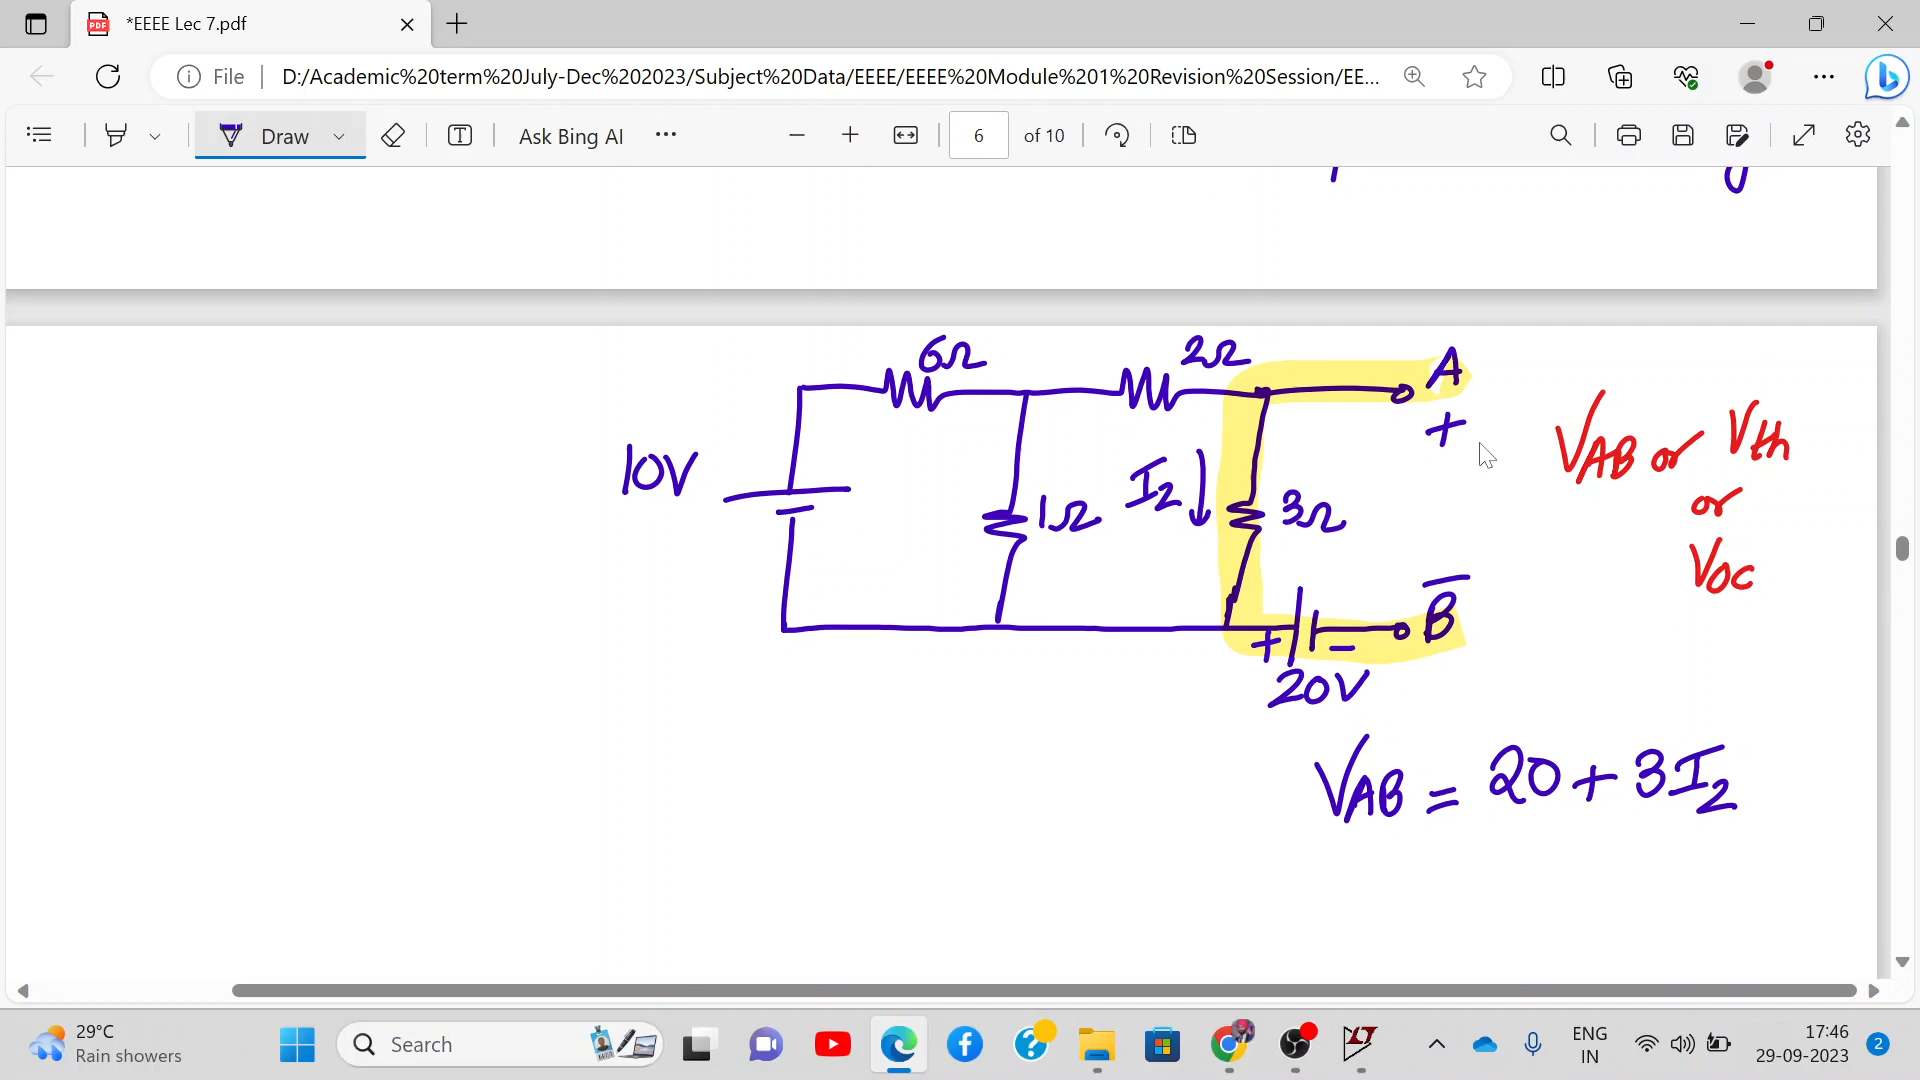 *EEEE Lec 7.pdf
File
D:/Academic%20term%20July-Dec%202023/Subject%20Data/EEEE/EEEE%20Module%201%20Revision%20Session/EE...
Draw
Ask Bing AI
6 of 10
6Ω
2Ω
A
+
10V
I2
1Ω
3Ω
VAB or Vth
or
Voc
−
B
+ −
20V
VAB = 20 + 3I2
29°C
Rain showers
Search
ENG
IN
17:46
29-09-2023
2